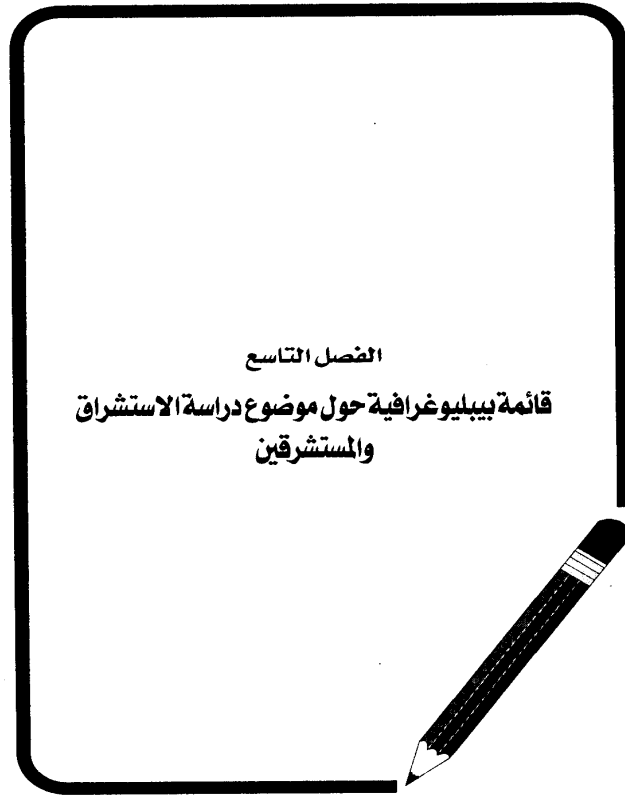 الفصل التاسع
قائمة بيبليوغرافية حول موضوع دراسة الاستشراق
والمستشرقين